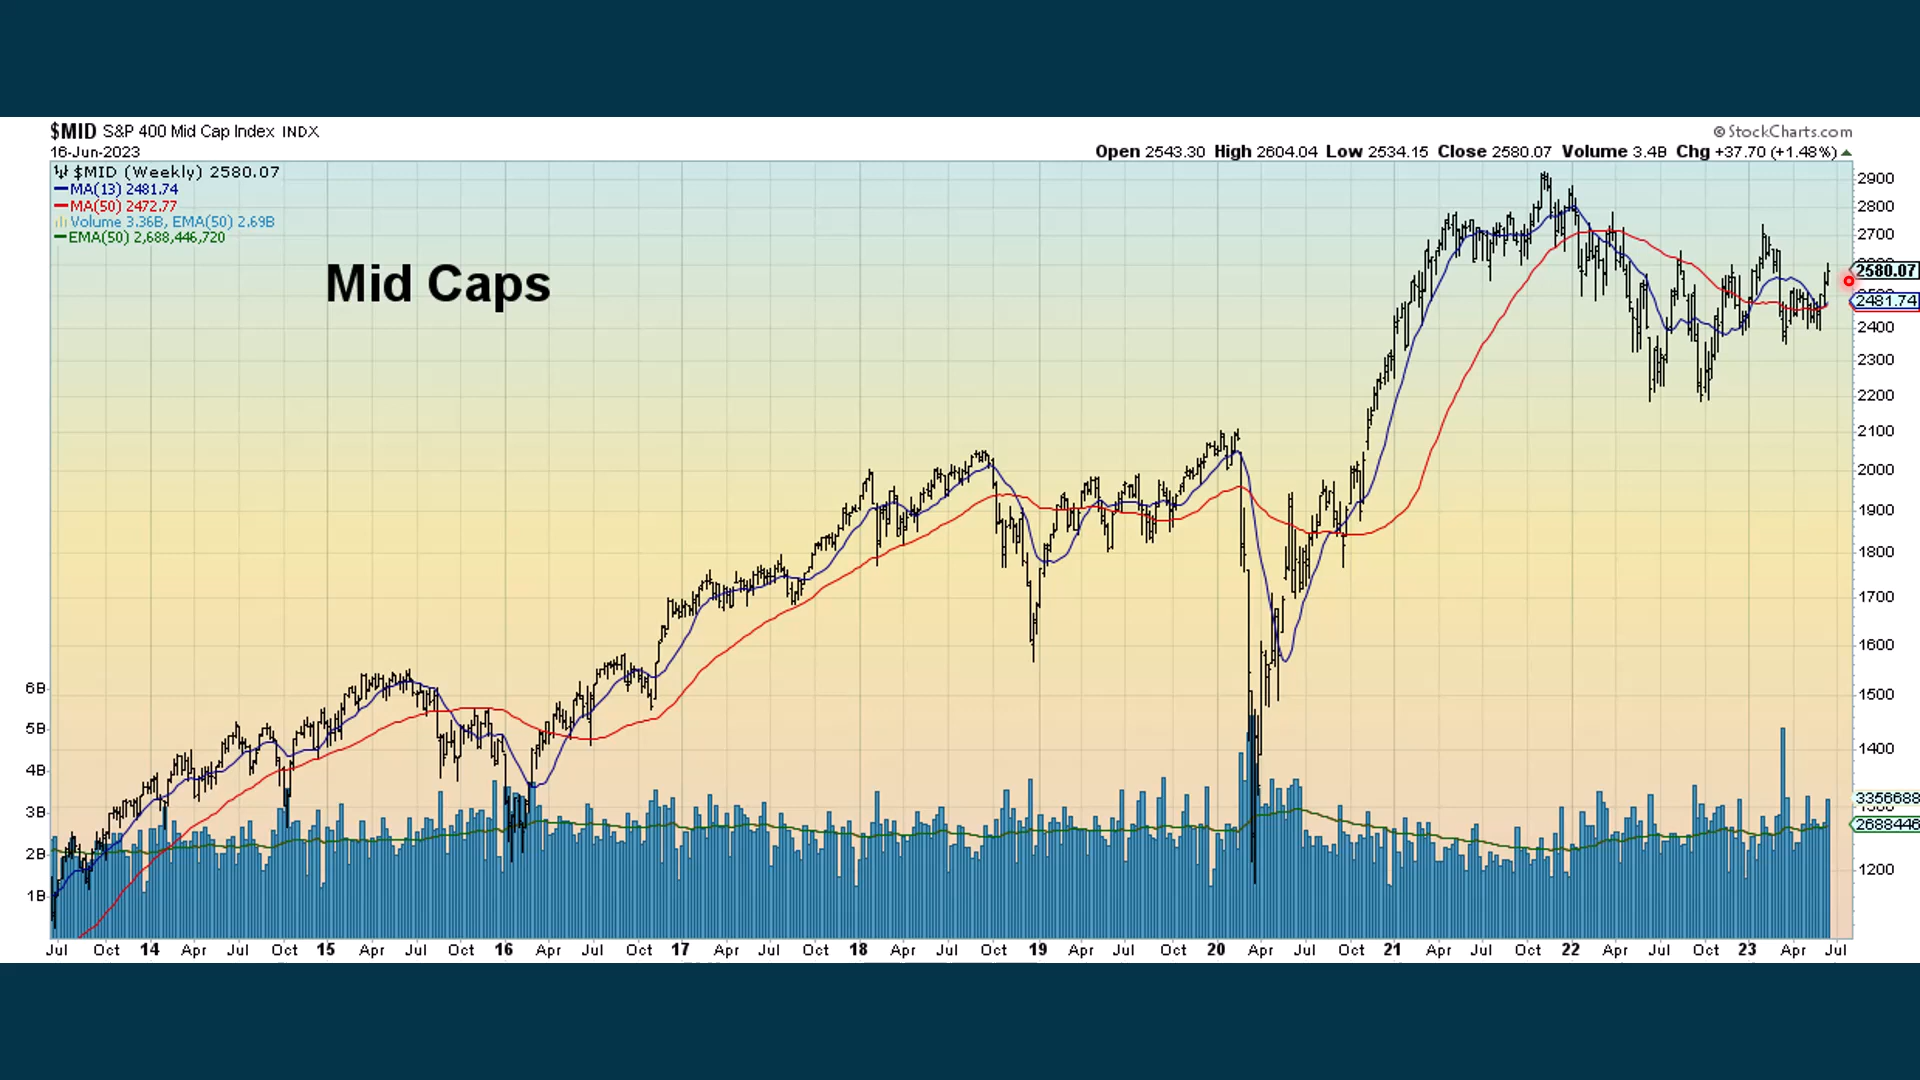 $MID S&P 400 Mid Cap Index INDX
© StockCharts.com
16-Jun-2023
Open 2543.30 High 2604.04 Low 2534.15 Close 2580.07 Volume 3.4B Chg +37.70 (+1.48%)
$MID (Weekly) 2580.07
MA(13) 2481.74
MA(50) 2472.77
Volume 3.36B, EMA(50) 2.69B
EMA(50) 2,688,446,720
Mid Caps
2900
2800
2700
2580.07
2481.74
2400
2300
2200
2100
2000
1900
1800
1700
1600
1500
1400
3356688
2688446
1200
6B
5B
4B
3B
2B
1B
Jul Oct 14 Apr Jul Oct 15 Apr Jul Oct 16 Apr Jul Oct 17 Apr Jul Oct 18 Apr Jul Oct 19 Apr Jul Oct 20 Apr Jul Oct 21 Apr Jul Oct 22 Apr Jul Oct 23 Apr Jul